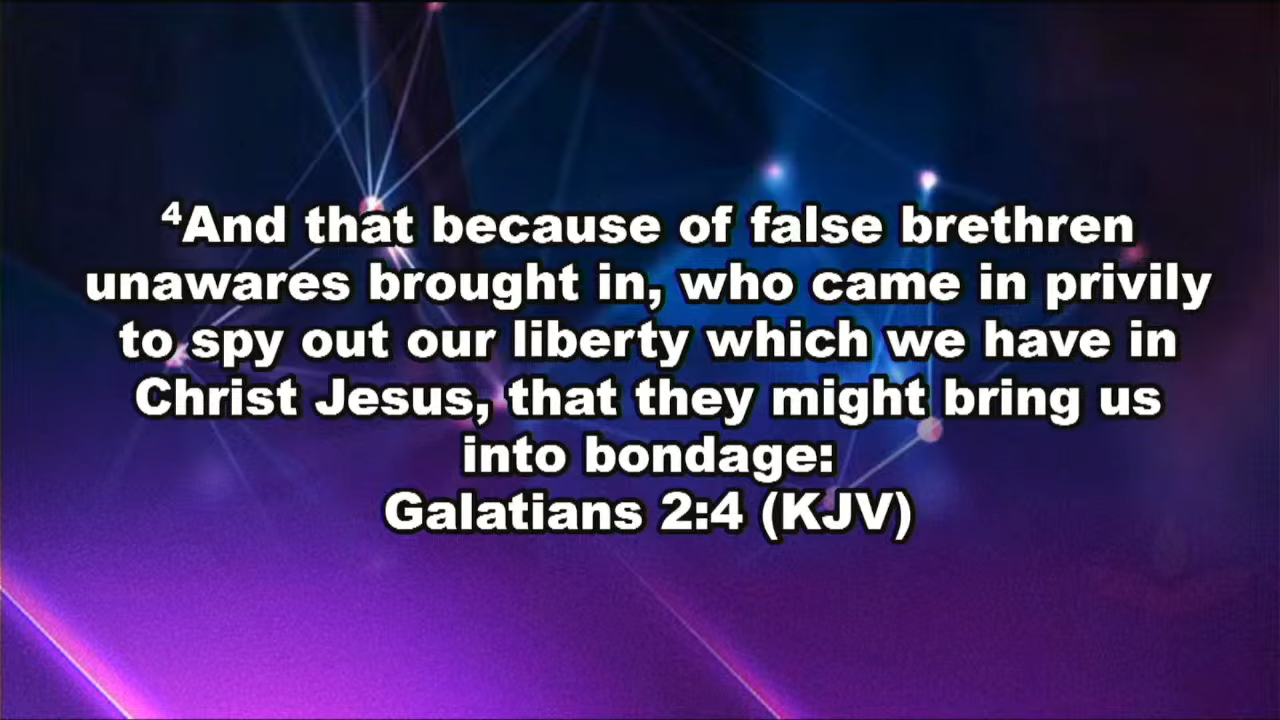 ⁴And that because of false brethren
unawares brought in, who came in privily
to spy out our liberty which we have in
Christ Jesus, that they might bring us
into bondage:
Galatians 2:4 (KJV)